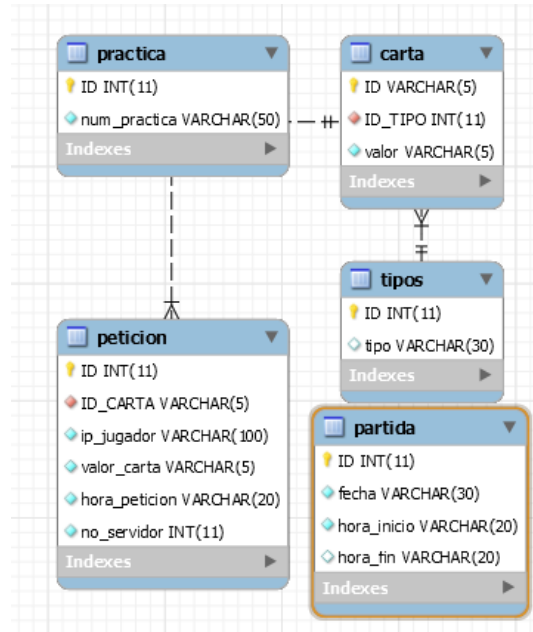 practica
ID INT(11)
num_practica VARCHAR(50)
Indexes
carta
ID VARCHAR(5)
ID_TIPO INT(11)
valor VARCHAR(5)
Indexes
tipos
ID INT(11)
tipo VARCHAR(30)
Indexes
peticion
ID INT(11)
ID_CARTA VARCHAR(5)
ip_jugador VARCHAR(100)
valor_carta VARCHAR(5)
hora_peticion VARCHAR(20)
no_servidor INT(11)
Indexes
partida
ID INT(11)
fecha VARCHAR(30)
hora_inicio VARCHAR(20)
hora_fin VARCHAR(20)
Indexes